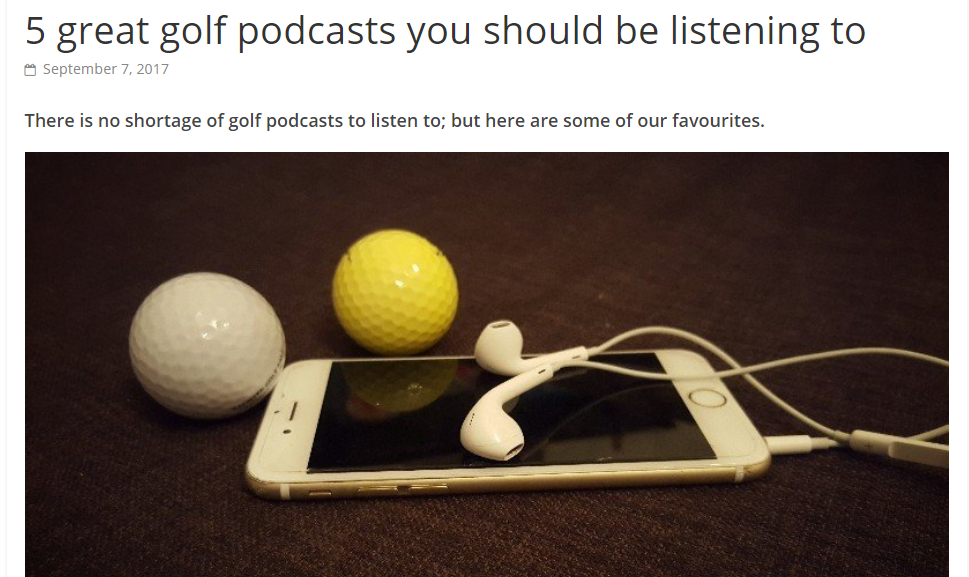 5 great golf podcasts you should be listening to
September 7, 2017
There is no shortage of golf podcasts to listen to; but here are some of our favourites.